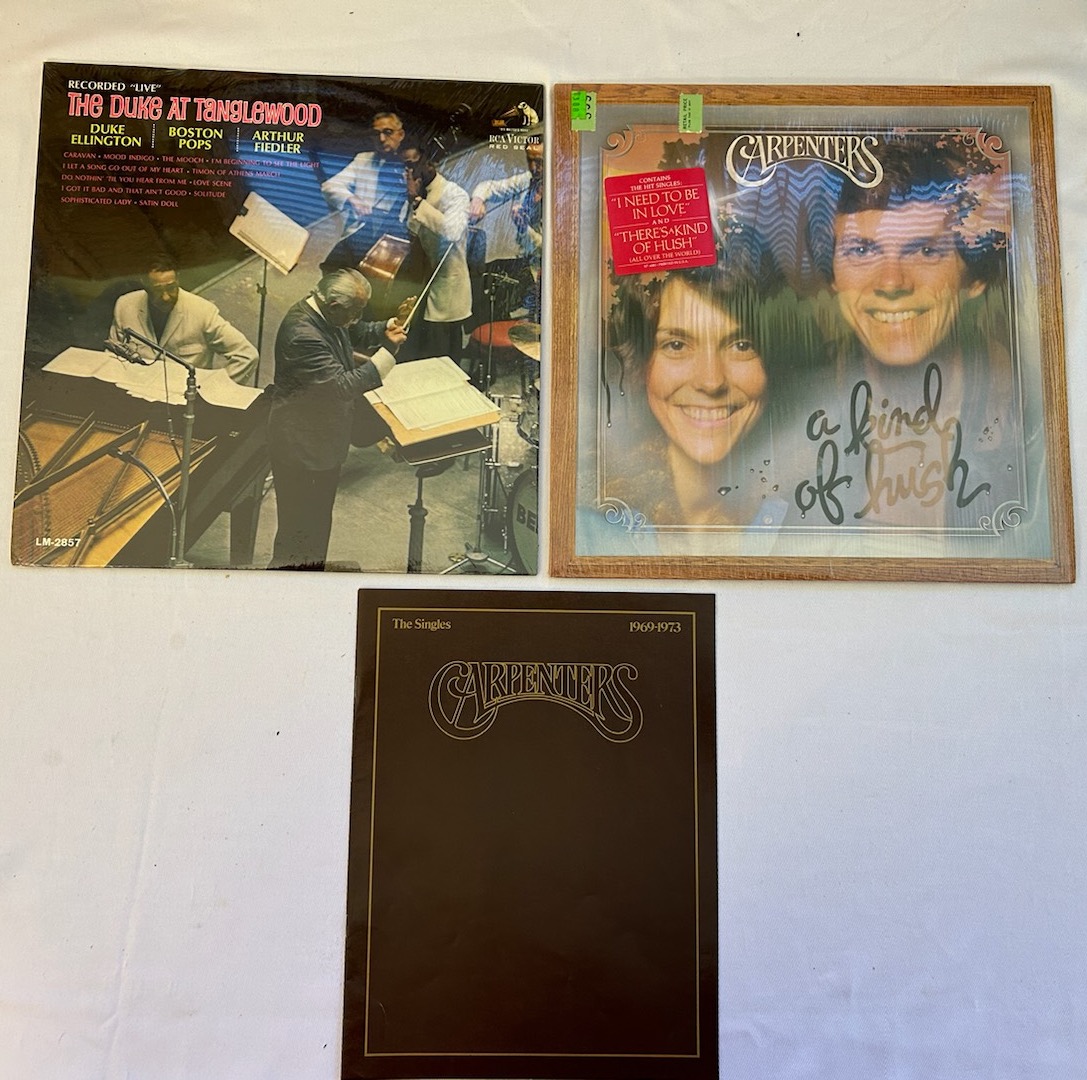 RECORDED "LIVE"
THE DUKE AT TANGLEWOOD
DUKE ELLINGTON
BOSTON POPS
ARTHUR FIEDLER
CARAVAN • MOOD INDIGO • THE MOOCH • I'M BEGINNING TO SEE THE LIGHT
I LET A SONG GO OUT OF MY HEART • TIMON OF ATHENS MARCH
DO NOTHIN' 'TIL YOU HEAR FROM ME • LOVE SCENE
I GOT IT BAD AND THAT AIN'T GOOD • SOLITUDE
SOPHISTICATED LADY • SATIN DOLL
RCA VICTOR
RED SEAL
LM-2857
BE
CARPENTERS
CONTAINS
THE HIT SINGLES:
"I NEED TO BE
IN LOVE"
AND
"THERE'S A KIND
OF HUSH"
(ALL OVER THE WORLD)
a kind
of hush
The Singles
1969-1973
CARPENTERS